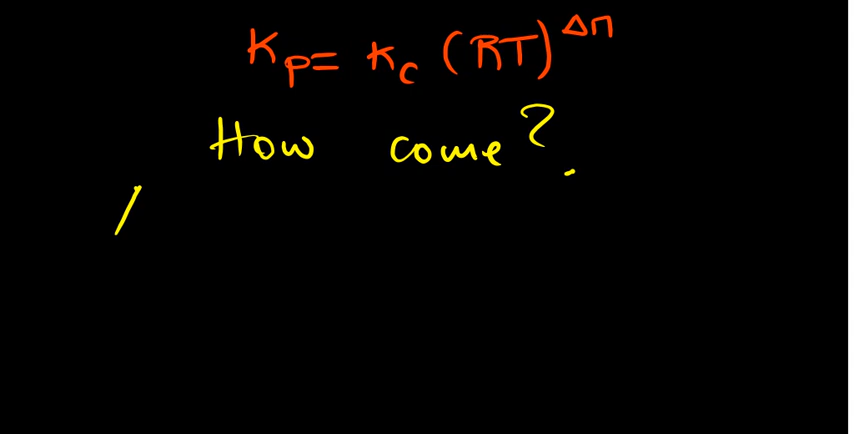 Kp = Kc (RT)^Δn
How come?